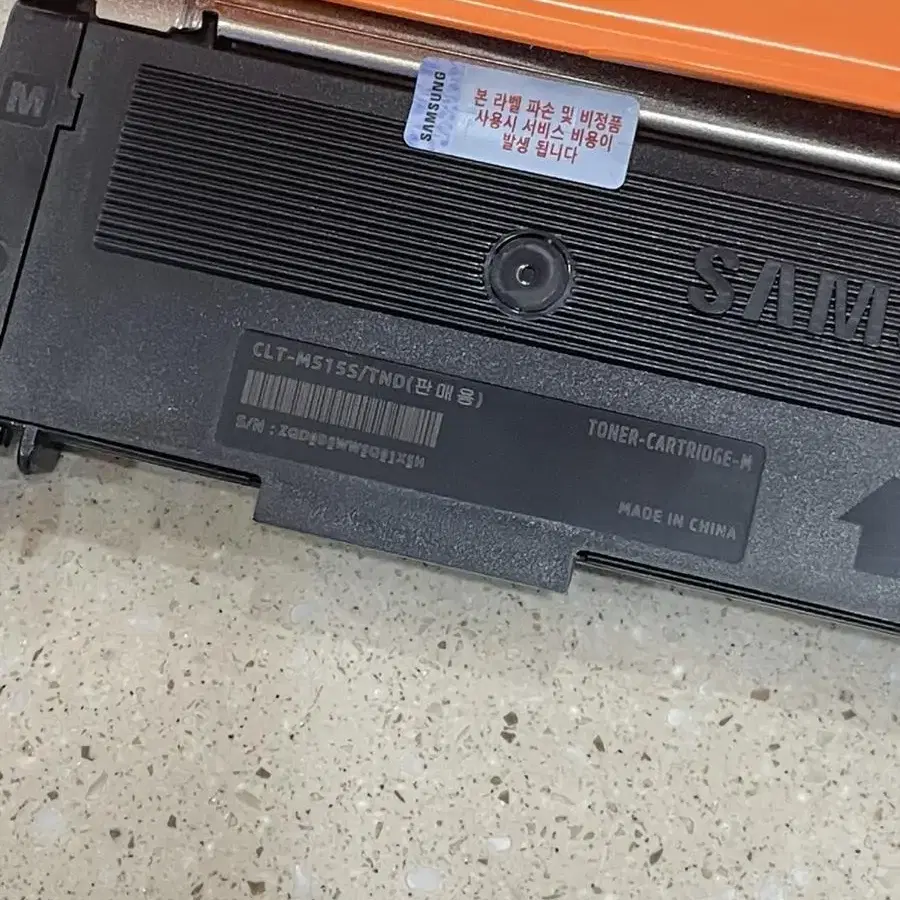 M
SAMSUNG
본 라벨 파손 및 비정품
사용시 서비스 비용이
발생 됩니다
SAM
CLT-M515S/TND(판매용)
S/N :
TONER-CARTRIDGE-M
MADE IN CHINA